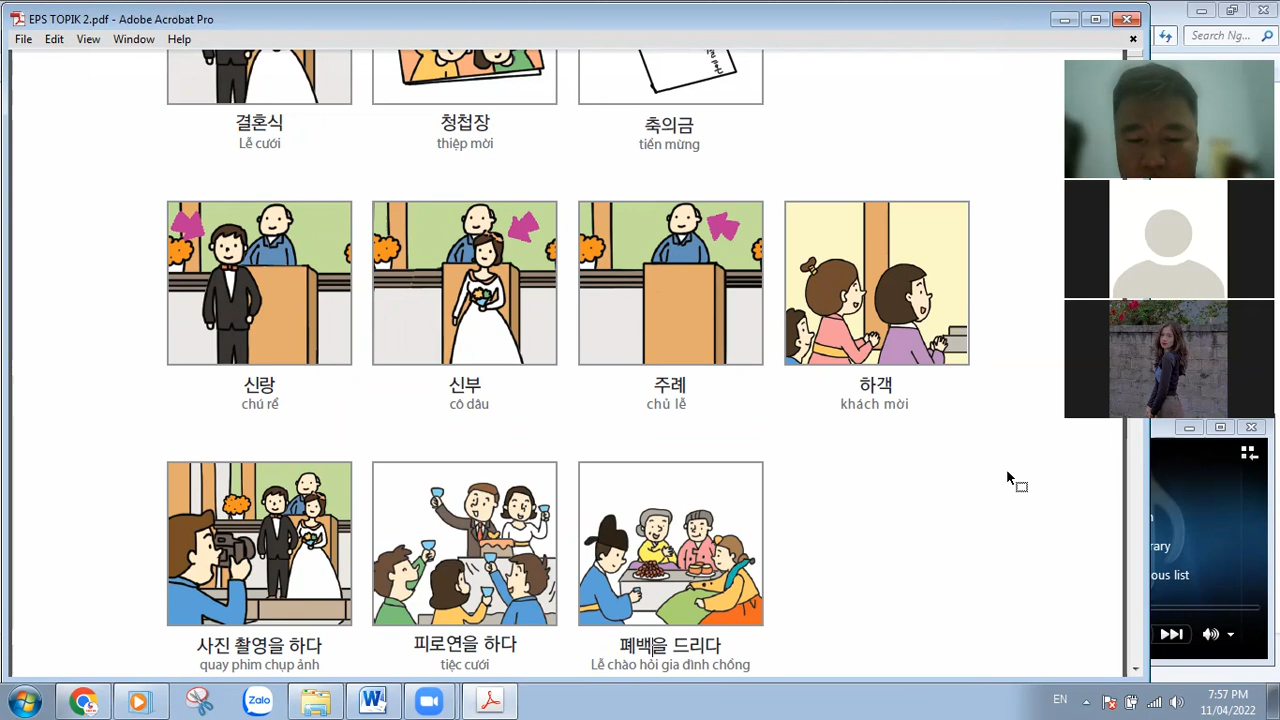 EPS TOPIK 2.pdf - Adobe Acrobat Pro
File Edit View Window Help
Search Ng...
결혼식 청첩장 축의금
Lễ cưới thiệp mời tiền mừng
신랑 신부 주례 하객
chú rể cô dâu chủ lễ khách mời
사진 촬영을 하다 피로연을 하다 폐백을 드리다
quay phim chụp ảnh tiệc cưới Lễ chào hỏi gia đình chồng
rary
ous list
Zalo
EN
7:57 PM
11/04/2022